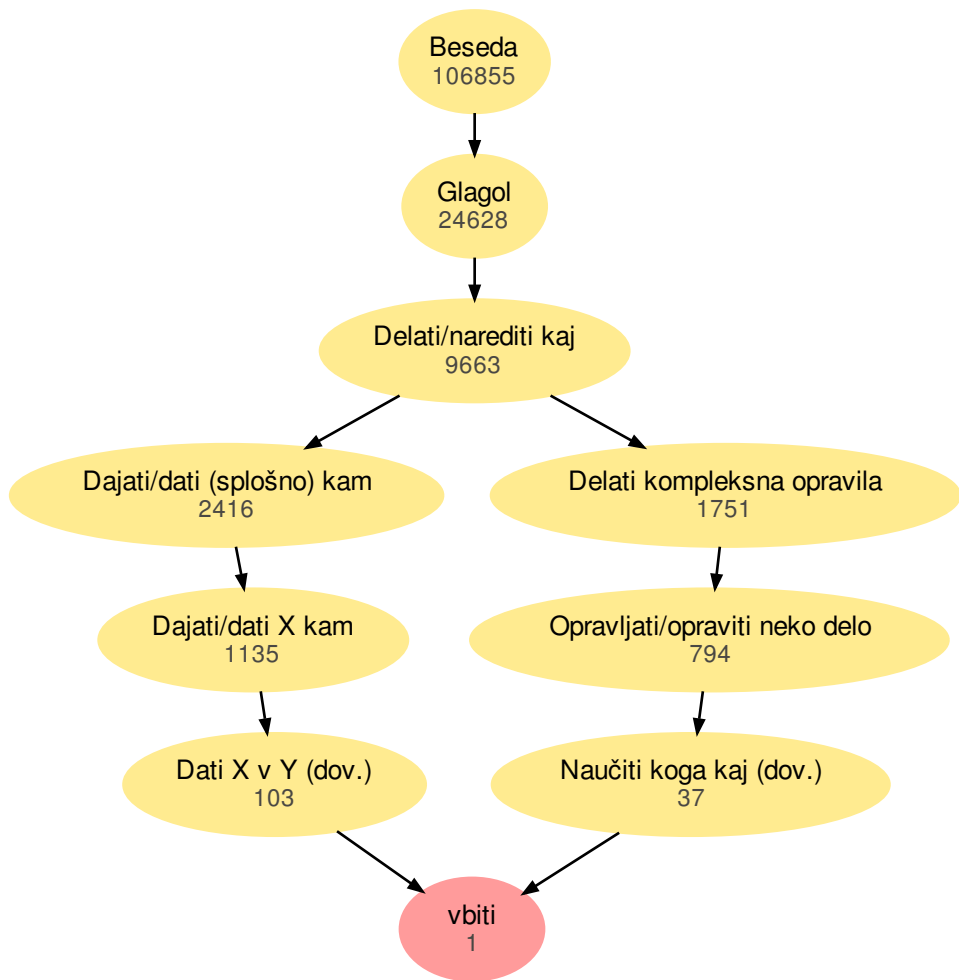 Beseda
106855
Glagol
24628
Delati/narediti kaj
9663
Dajati/dati (splošno) kam
2416
Delati kompleksna opravila
1751
Dajati/dati X kam
1135
Opravljati/opraviti neko delo
794
Dati X v Y (dov.)
103
Naučiti koga kaj (dov.)
37
vbiti
1